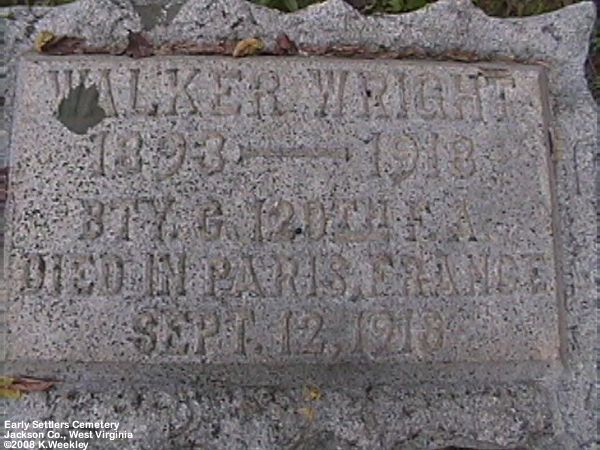 WALKER WRIGHT
1893 — 1918
BTY. G. 120TH F. A.
DIED IN PARIS, FRANCE
SEPT. 12, 1918
Early Settlers Cemetery
Jackson Co., West Virginia
©2008 K.Weekley